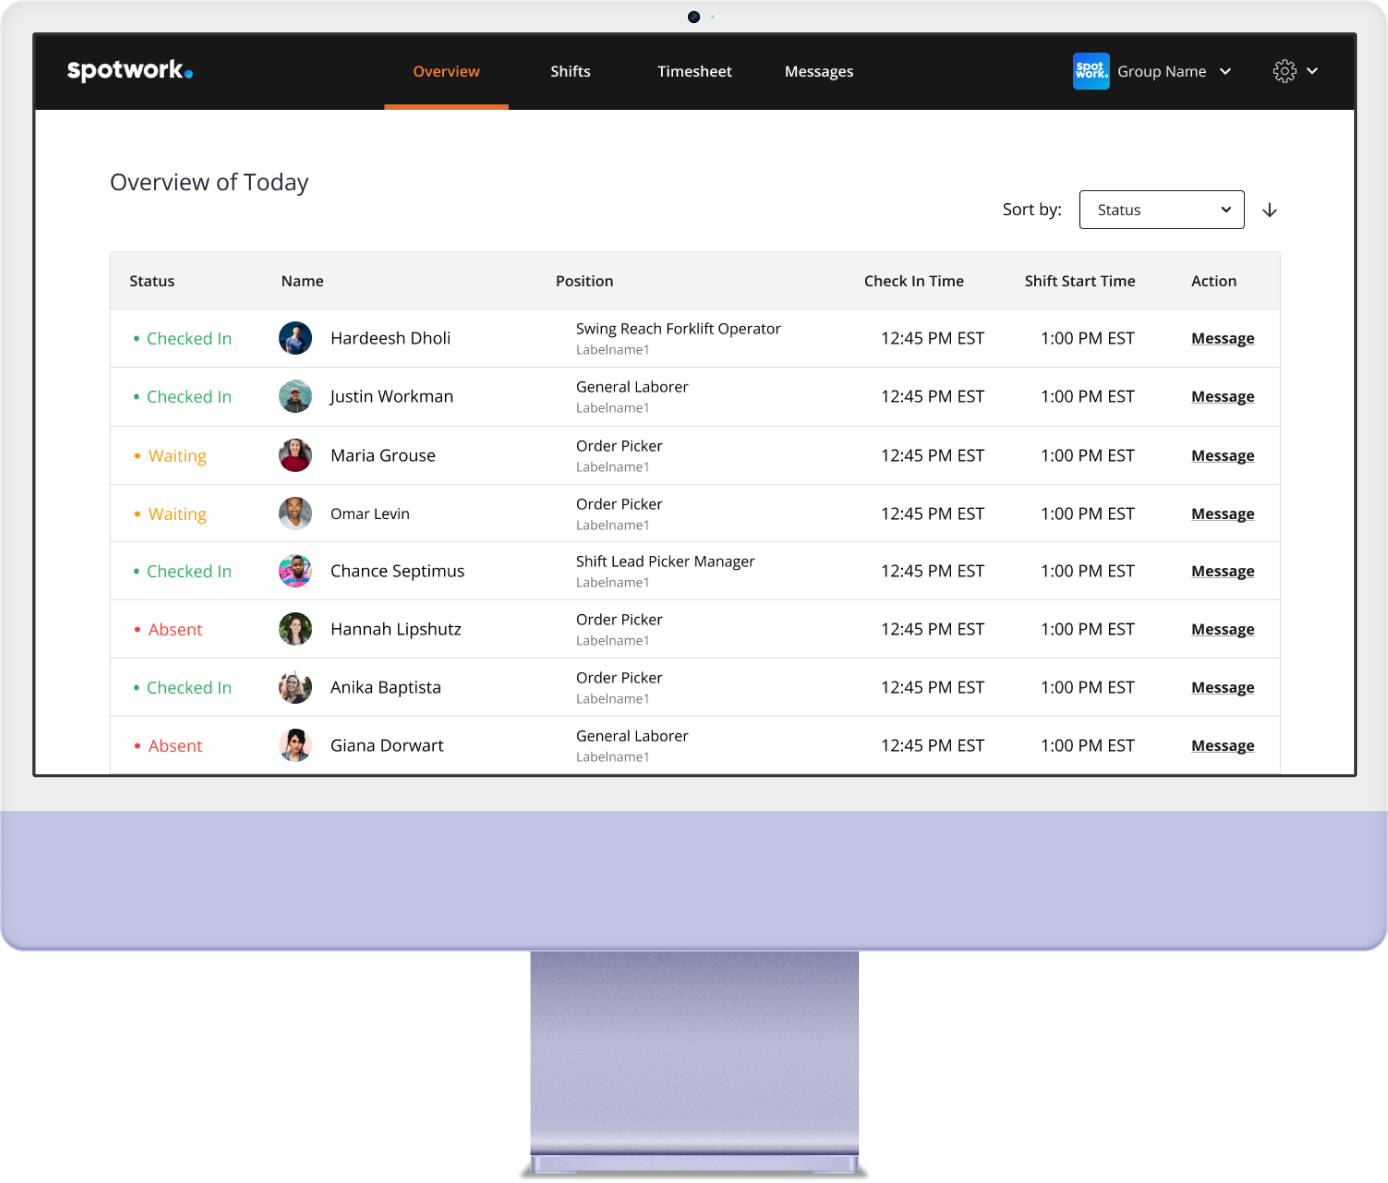 spotwork.
Overview Shifts Timesheet Messages
spot
work.
Group Name
Overview of Today
Sort by: Status
Status Name Position Check In Time Shift Start Time Action
Checked In Hardeesh Dholi Swing Reach Forklift Operator 12:45 PM EST 1:00 PM EST Message
Labelname1
Checked In Justin Workman General Laborer 12:45 PM EST 1:00 PM EST Message
Labelname1
Waiting Maria Grouse Order Picker 12:45 PM EST 1:00 PM EST Message
Labelname1
Waiting Omar Levin Order Picker 12:45 PM EST 1:00 PM EST Message
Labelname1
Checked In Chance Septimus Shift Lead Picker Manager 12:45 PM EST 1:00 PM EST Message
Labelname1
Absent Hannah Lipshutz Order Picker 12:45 PM EST 1:00 PM EST Message
Labelname1
Checked In Anika Baptista Order Picker 12:45 PM EST 1:00 PM EST Message
Labelname1
Absent Giana Dorwart General Laborer 12:45 PM EST 1:00 PM EST Message
Labelname1